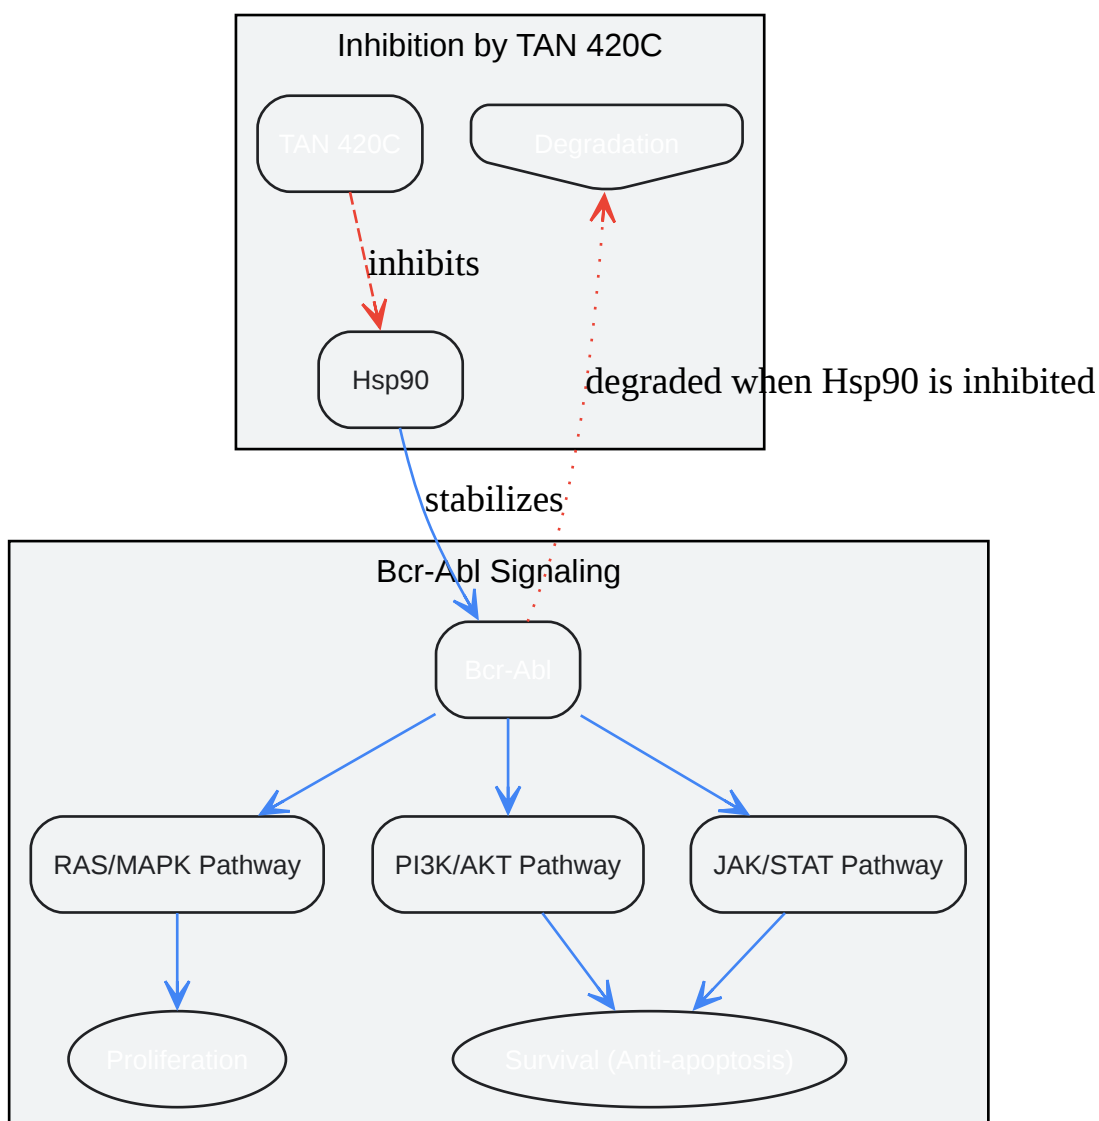 Inhibition by TAN 420C
TAN 420C
Degradation
inhibits
Hsp90
degraded when Hsp90 is inhibited
stabilizes
Bcr-Abl Signaling
Bcr-Abl
RAS/MAPK Pathway
PI3K/AKT Pathway
JAK/STAT Pathway
Proliferation
Survival (Anti-apoptosis)